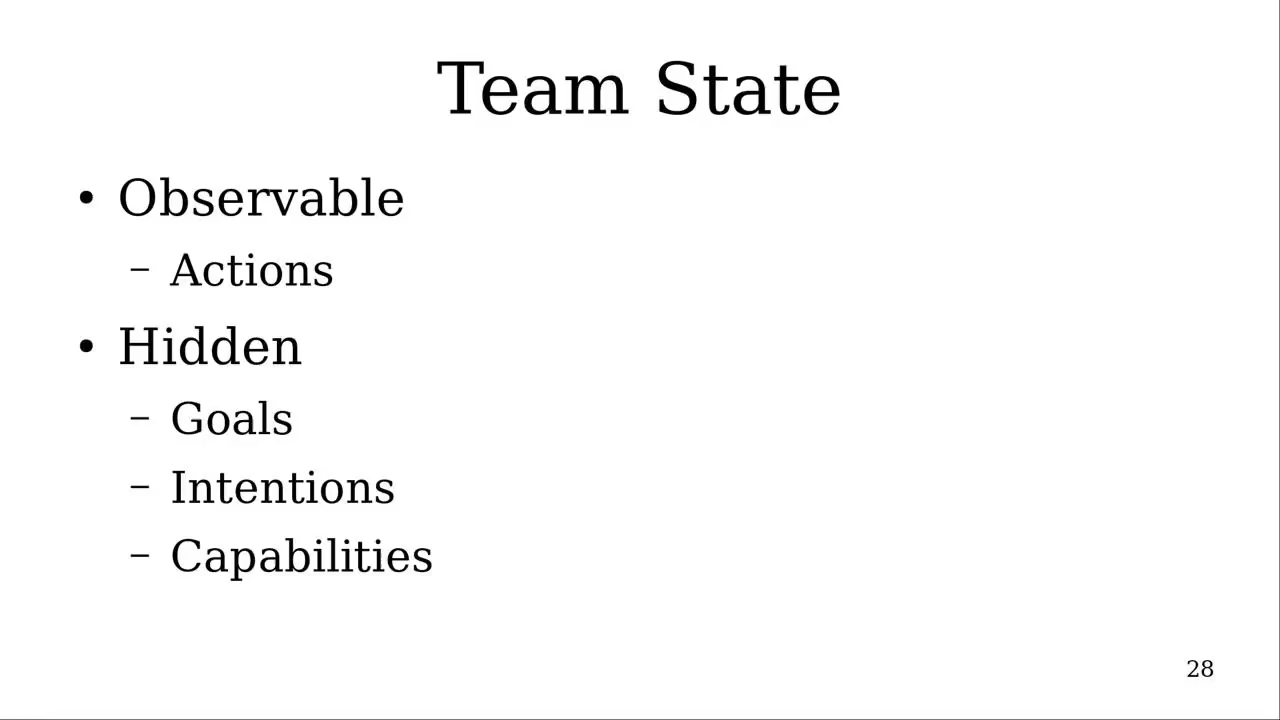 Team State
• Observable
– Actions
• Hidden
– Goals
– Intentions
– Capabilities
28